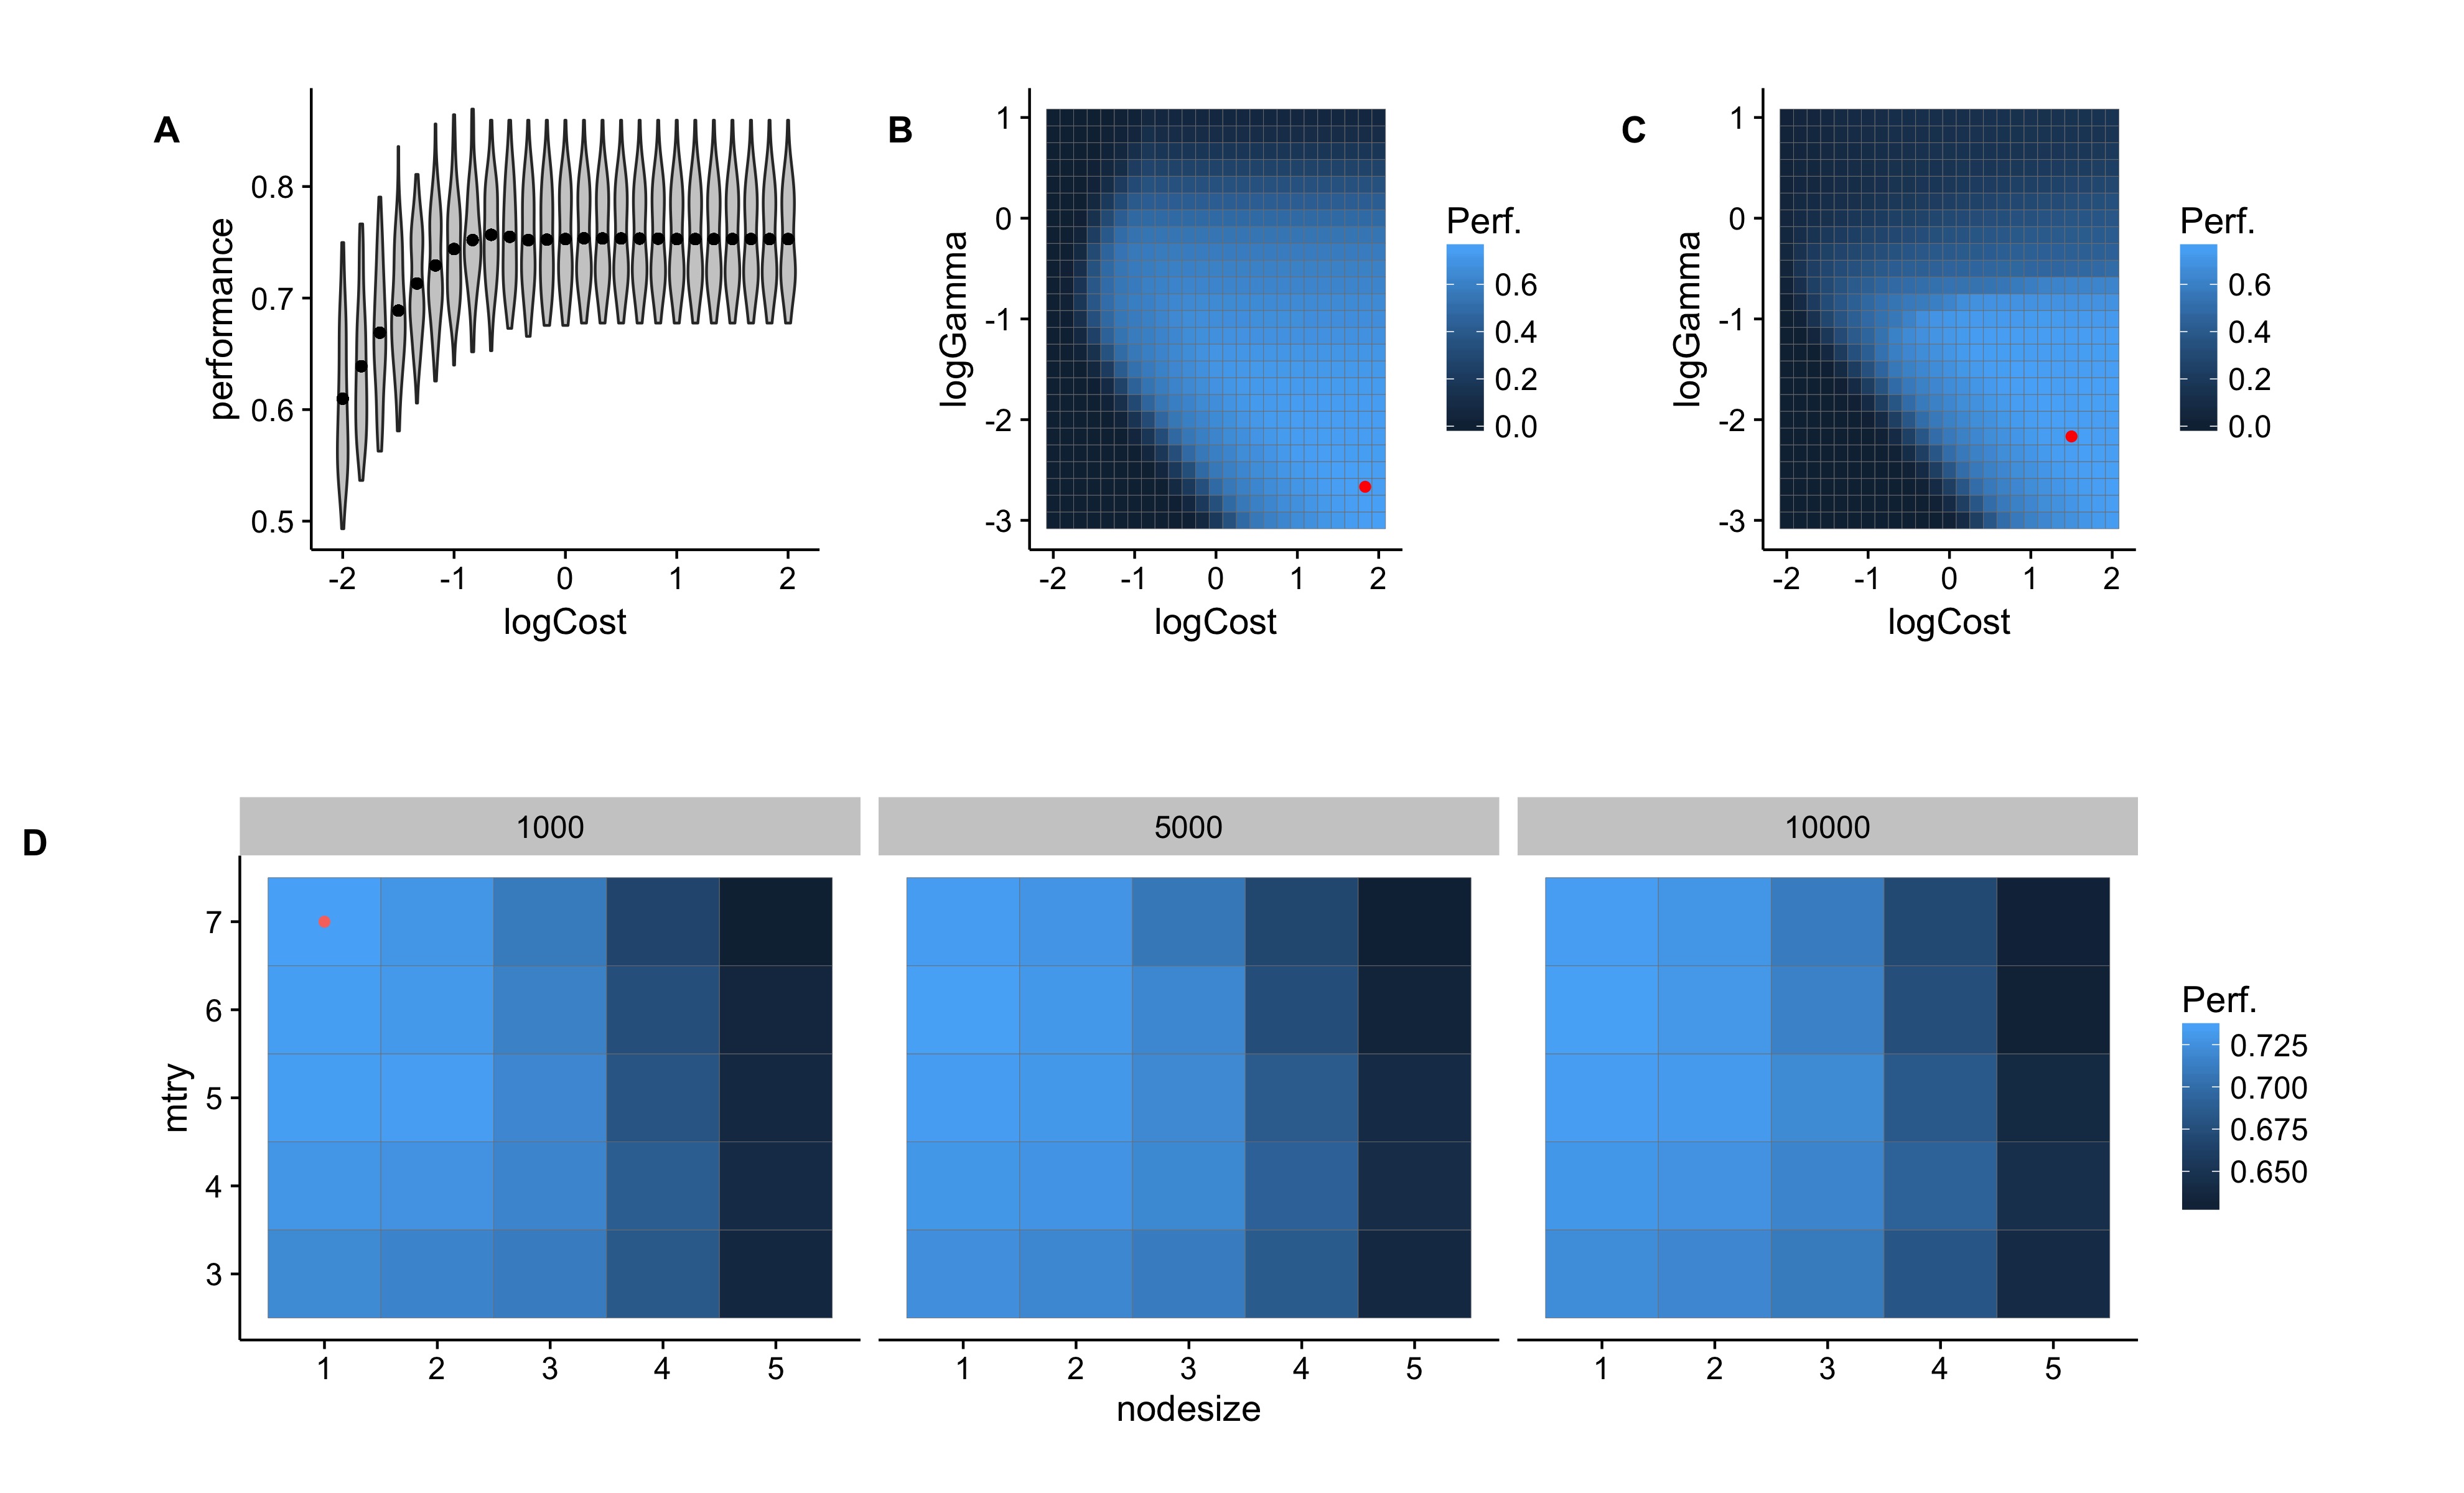 A
performance
0.8
0.7
0.6
0.5
-2 -1 0 1 2
logCost
B
logGamma
1
0
-1
-2
-3
-2 -1 0 1 2
logCost
Perf.
0.6
0.4
0.2
0.0
C
logGamma
1
0
-1
-2
-3
-2 -1 0 1 2
logCost
Perf.
0.6
0.4
0.2
0.0
D
1000 5000 10000
mtry
7
6
5
4
3
1 2 3 4 5 1 2 3 4 5 1 2 3 4 5
nodesize
Perf.
0.725
0.700
0.675
0.650